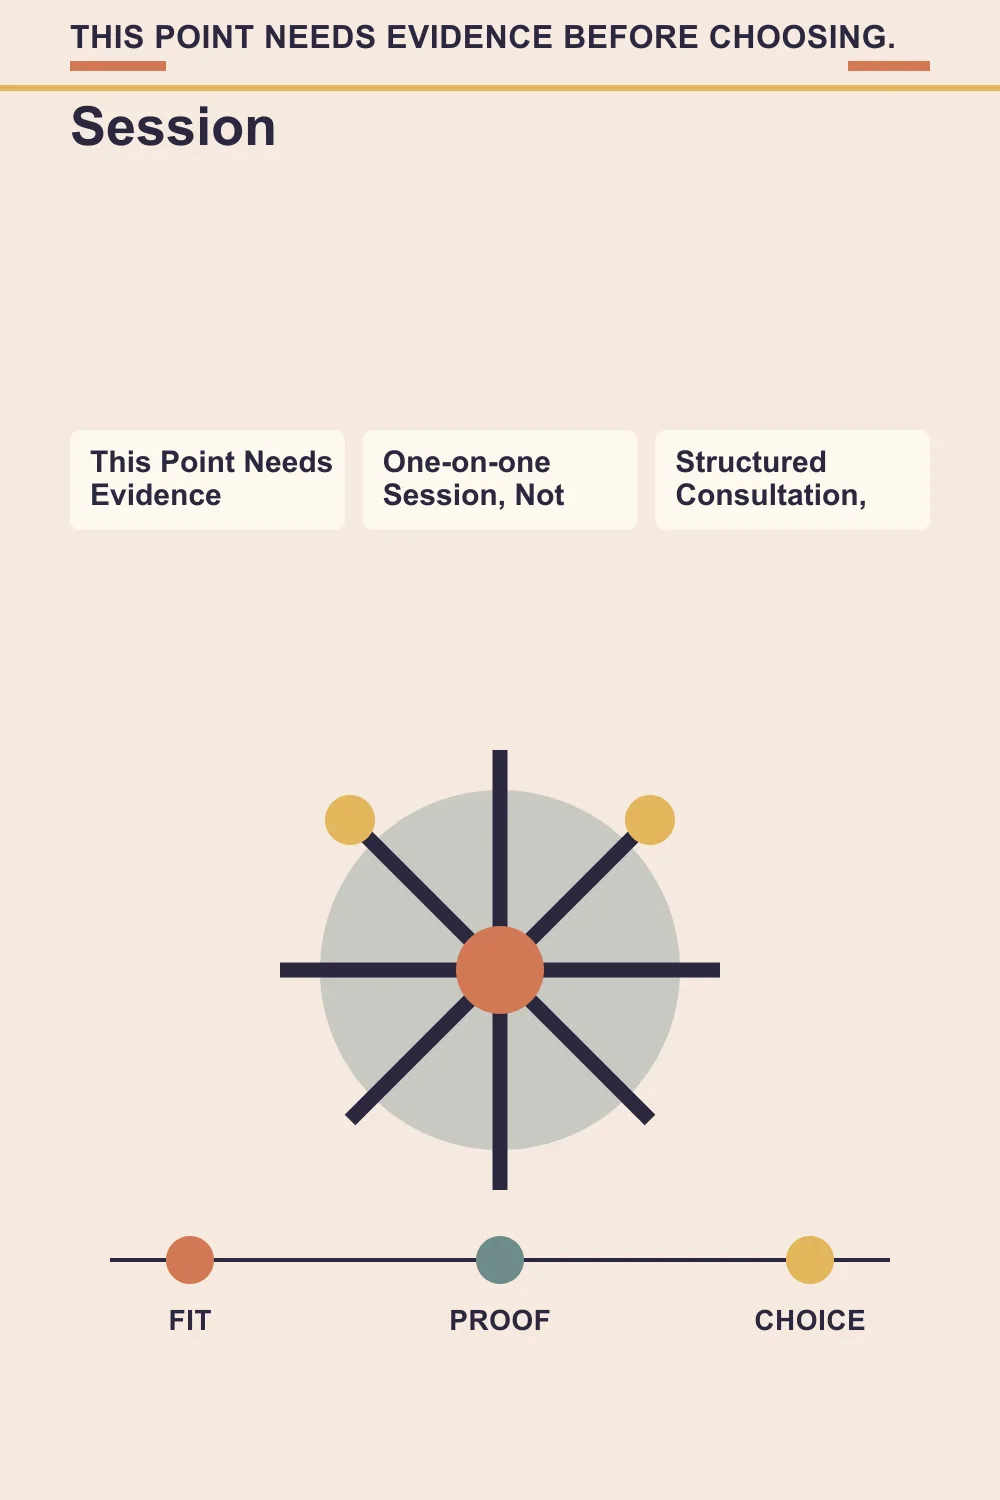 THIS POINT NEEDS EVIDENCE BEFORE CHOOSING.
Session
This Point Needs
Evidence
One-on-one
Session, Not
Structured
Consultation,
FIT
PROOF
CHOICE